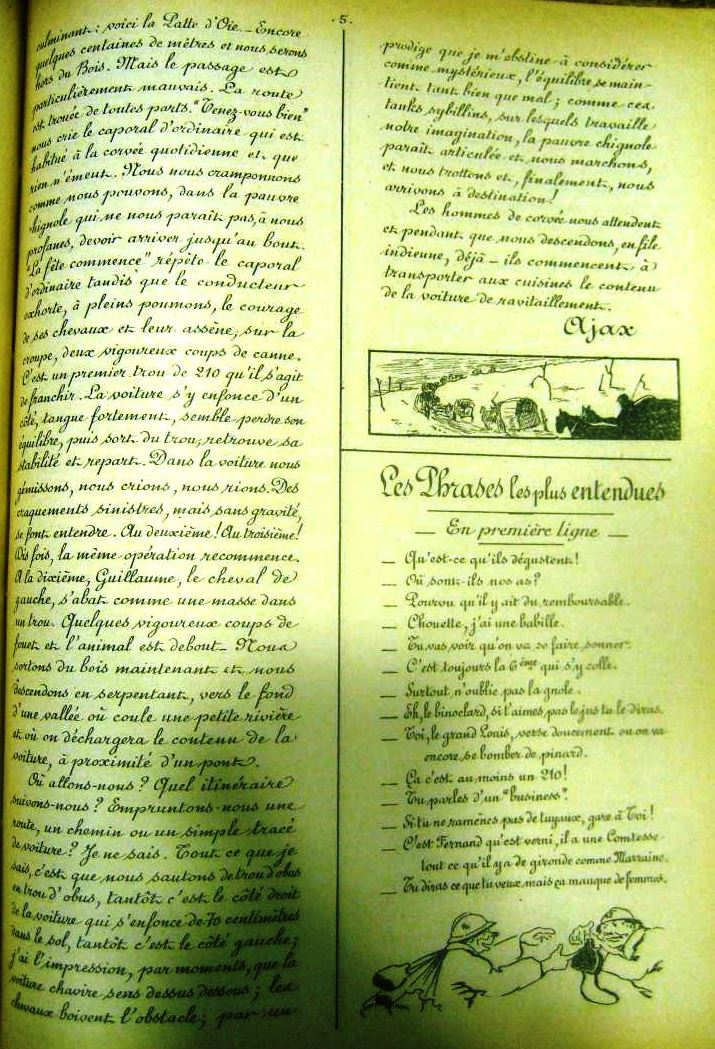 - 5 -
culminant : voici la Patte d'Oie _ Encore
quelques centaines de mètres et nous serons
hors du Bois. Mais le passage est
particulièrement mauvais. La route
est trouée de toutes parts. "Tenez-vous bien"
nous crie le caporal d'ordinaire qui est
habitué à la corvée quotidienne et que
rien n'émeut. Nous nous cramponnons
comme nous pouvons, dans la pauvre
chignole qui ne nous paraît pas, à nous
profanes, devoir arriver jusqu'au bout.
"La fête commence" répète le caporal
d'ordinaire tandis que le conducteur
exhorte, à pleins poumons, le courage
de ses chevaux et leur assène, sur la
croupe, deux vigoureux coups de canne.
C'est un premier trou de 210 qu'il s'agit
de franchir. La voiture s'y enfonce d'un
côté, tangue fortement, semble perdre son
équilibre, puis sort du trou, retrouve sa
stabilité et repart. Dans la voiture nous
gémissons, nous crions, nous rions. Des
craquements sinistres, mais sans gravité,
se font entendre. Au deuxième ! Au troisième !
Dix fois, la même opération recommence.
A la dixième, Guillaume, le cheval de
gauche, s'abat comme une masse dans
un trou. Quelques vigoureux coups de
fouet et l'animal est debout. Nous
sortons du bois maintenant et nous
descendons en serpentant, vers le fond
d'une vallée où coule une petite rivière
et où on déchargera le contenu de la
voiture, à proximité d'un pont.
Où allons-nous ? Quel itinéraire
suivons-nous ? Empruntons-nous une
route, un chemin ou un simple tracé
de voiture ? Je ne sais. Tout ce que je
sais, c'est que nous sautons de trou d'obus
en trou d'obus, tantôt c'est le côté droit
de la voiture qui s'enfonce de 70 centimètres
dans le sol, tantôt c'est le côté gauche ;
j'ai l'impression, par moments, que la
voiture chavire sens dessus dessous ; les
chevaux boivent l'obstacle ; par un
prodige que je m'obstine à considérer
comme mystérieux, l'équilibre se main-
tient tant bien que mal ; comme ces
tanks sybillins, sur lesquels travaille
notre imagination, la pauvre chignole
paraît articulée et nous marchons,
et nous trottons et, finalement, nous
arrivons à destination !
Les hommes de corvée nous attendent
et pendant que nous descendons, en file
indienne, déjà _ ils commencent à
transporter aux cuisines le contenu
de la voiture de ravitaillement.
Ajax
Les Phrases les plus entendues
_ En première ligne _
_ Qu'est-ce qu'ils dégustent !
_ Où sont-ils nos as ?
_ Pourvu qu'il y ait du remboursable.
_ Chouette, j'ai une babille.
_ Tu vas voir qu'on va se faire sonner.
_ C'est toujours la 6ème qui s'y colle.
_ Surtout n'oublie pas la gnole.
_ Eh, le binoclard, si t'aimes pas le jus tu le diras.
_ Toi, le grand Louis, verse doucement ou on va
encore se bomber de pinard.
_ Ça c'est au moins un 210 !
_ Tu parles d'un "business".
_ Si tu ne ramènes pas de tuyaux, gare à Toi !
_ C'est Fernand qu'est verni, il a une Comtesse
tout ce qu'il y a de gironde comme Marraine.
_ Tu diras ce que tu veux mais ça manque de femmes.